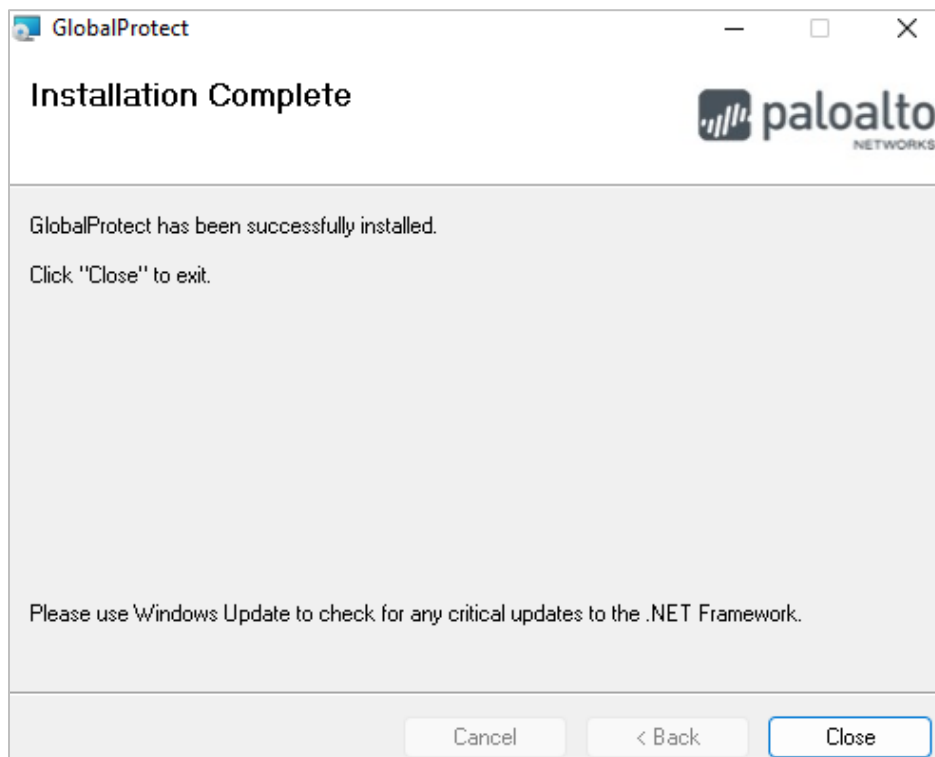 GlobalProtect
Installation Complete
paloalto
NETWORKS
GlobalProtect has been successfully installed.
Click "Close" to exit.
Please use Windows Update to check for any critical updates to the .NET Framework.
Cancel
< Back
Close